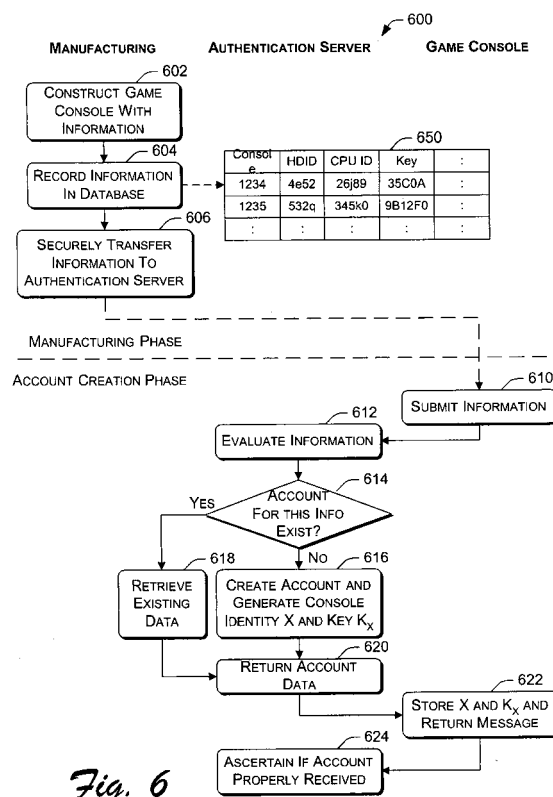 600
MANUFACTURING AUTHENTICATION SERVER GAME CONSOLE
602
CONSTRUCT GAME
CONSOLE WITH
INFORMATION
604
RECORD INFORMATION
IN DATABASE
606
SECURELY TRANSFER
INFORMATION TO
AUTHENTICATION SERVER
650
Consol
e HDID CPU ID Key :
1234 4e52 26j89 35C0A :
1235 532q 345k0 9B12F0 :
: : : : :
MANUFACTURING PHASE
ACCOUNT CREATION PHASE
610
SUBMIT INFORMATION
612
EVALUATE INFORMATION
614
ACCOUNT
FOR THIS INFO
EXIST?
YES
NO
618
RETRIEVE
EXISTING
DATA
616
CREATE ACCOUNT AND
GENERATE CONSOLE
IDENTITY X AND KEY KX
620
RETURN ACCOUNT
DATA
622
STORE X AND KX AND
RETURN MESSAGE
624
ASCERTAIN IF ACCOUNT
PROPERLY RECEIVED
Fig. 6